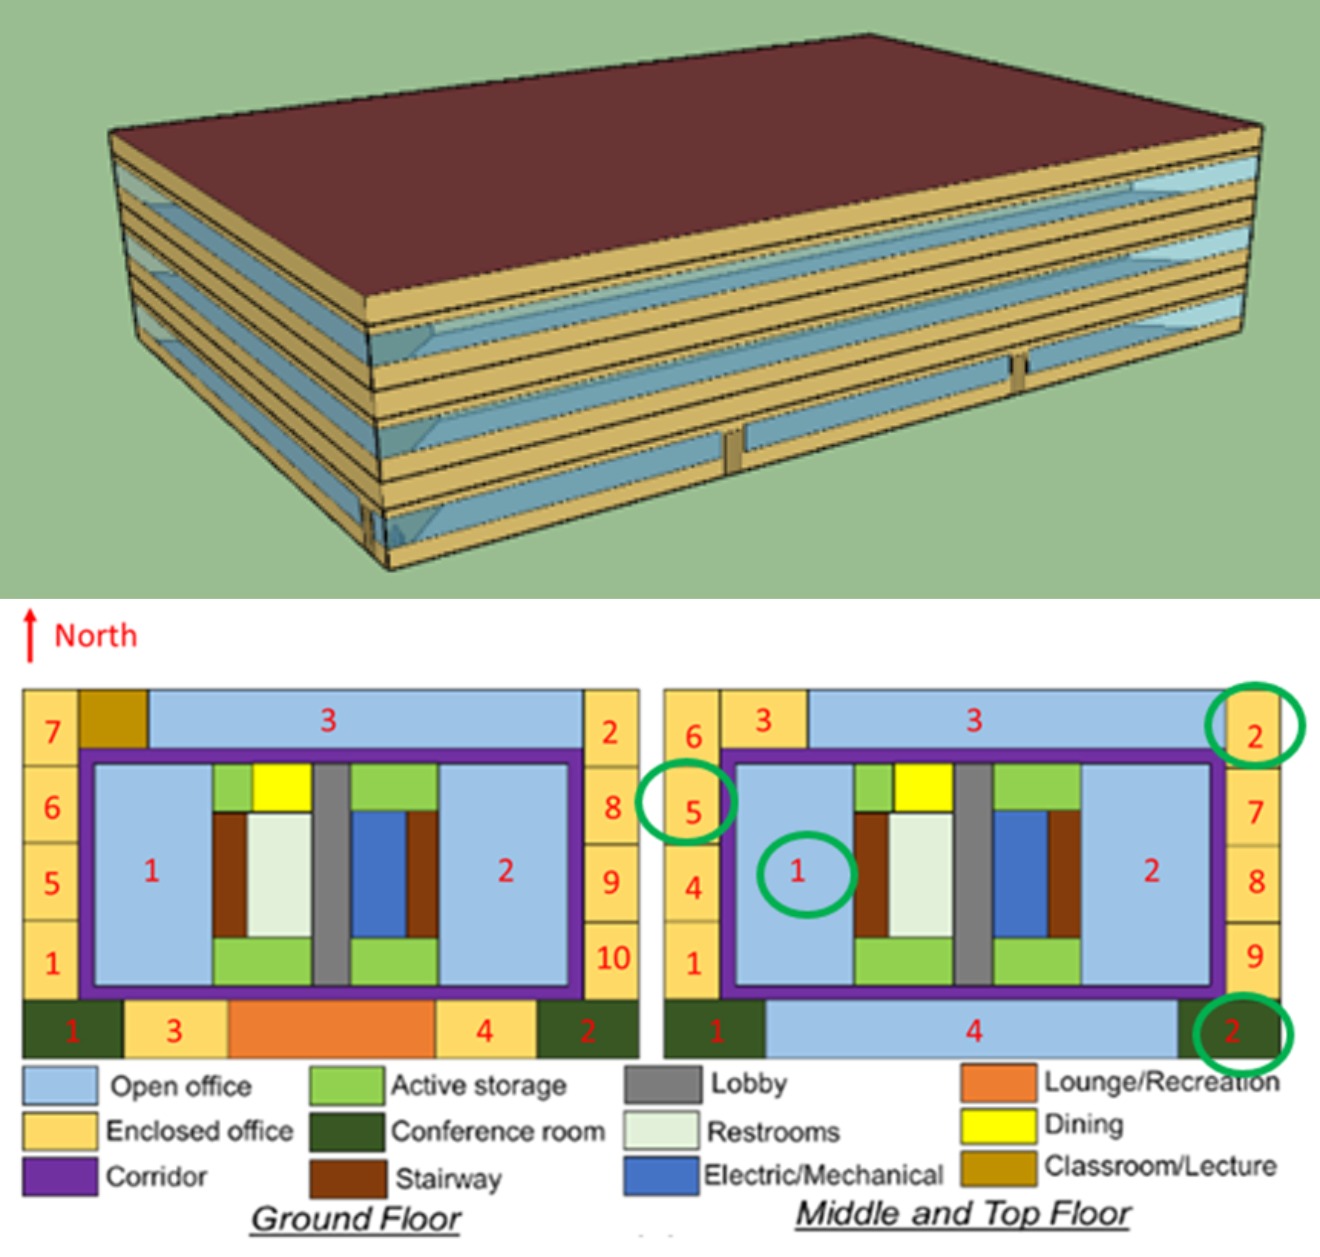 North
7
3
2
6
3
3
2
6
8
5
7
5
1
2
9
4
1
2
8
1
10
1
9
1
3
4
2
1
4
2
Open office
Active storage
Lobby
Lounge/Recreation
Enclosed office
Conference room
Restrooms
Dining
Corridor
Stairway
Electric/Mechanical
Classroom/Lecture
Ground Floor
Middle and Top Floor